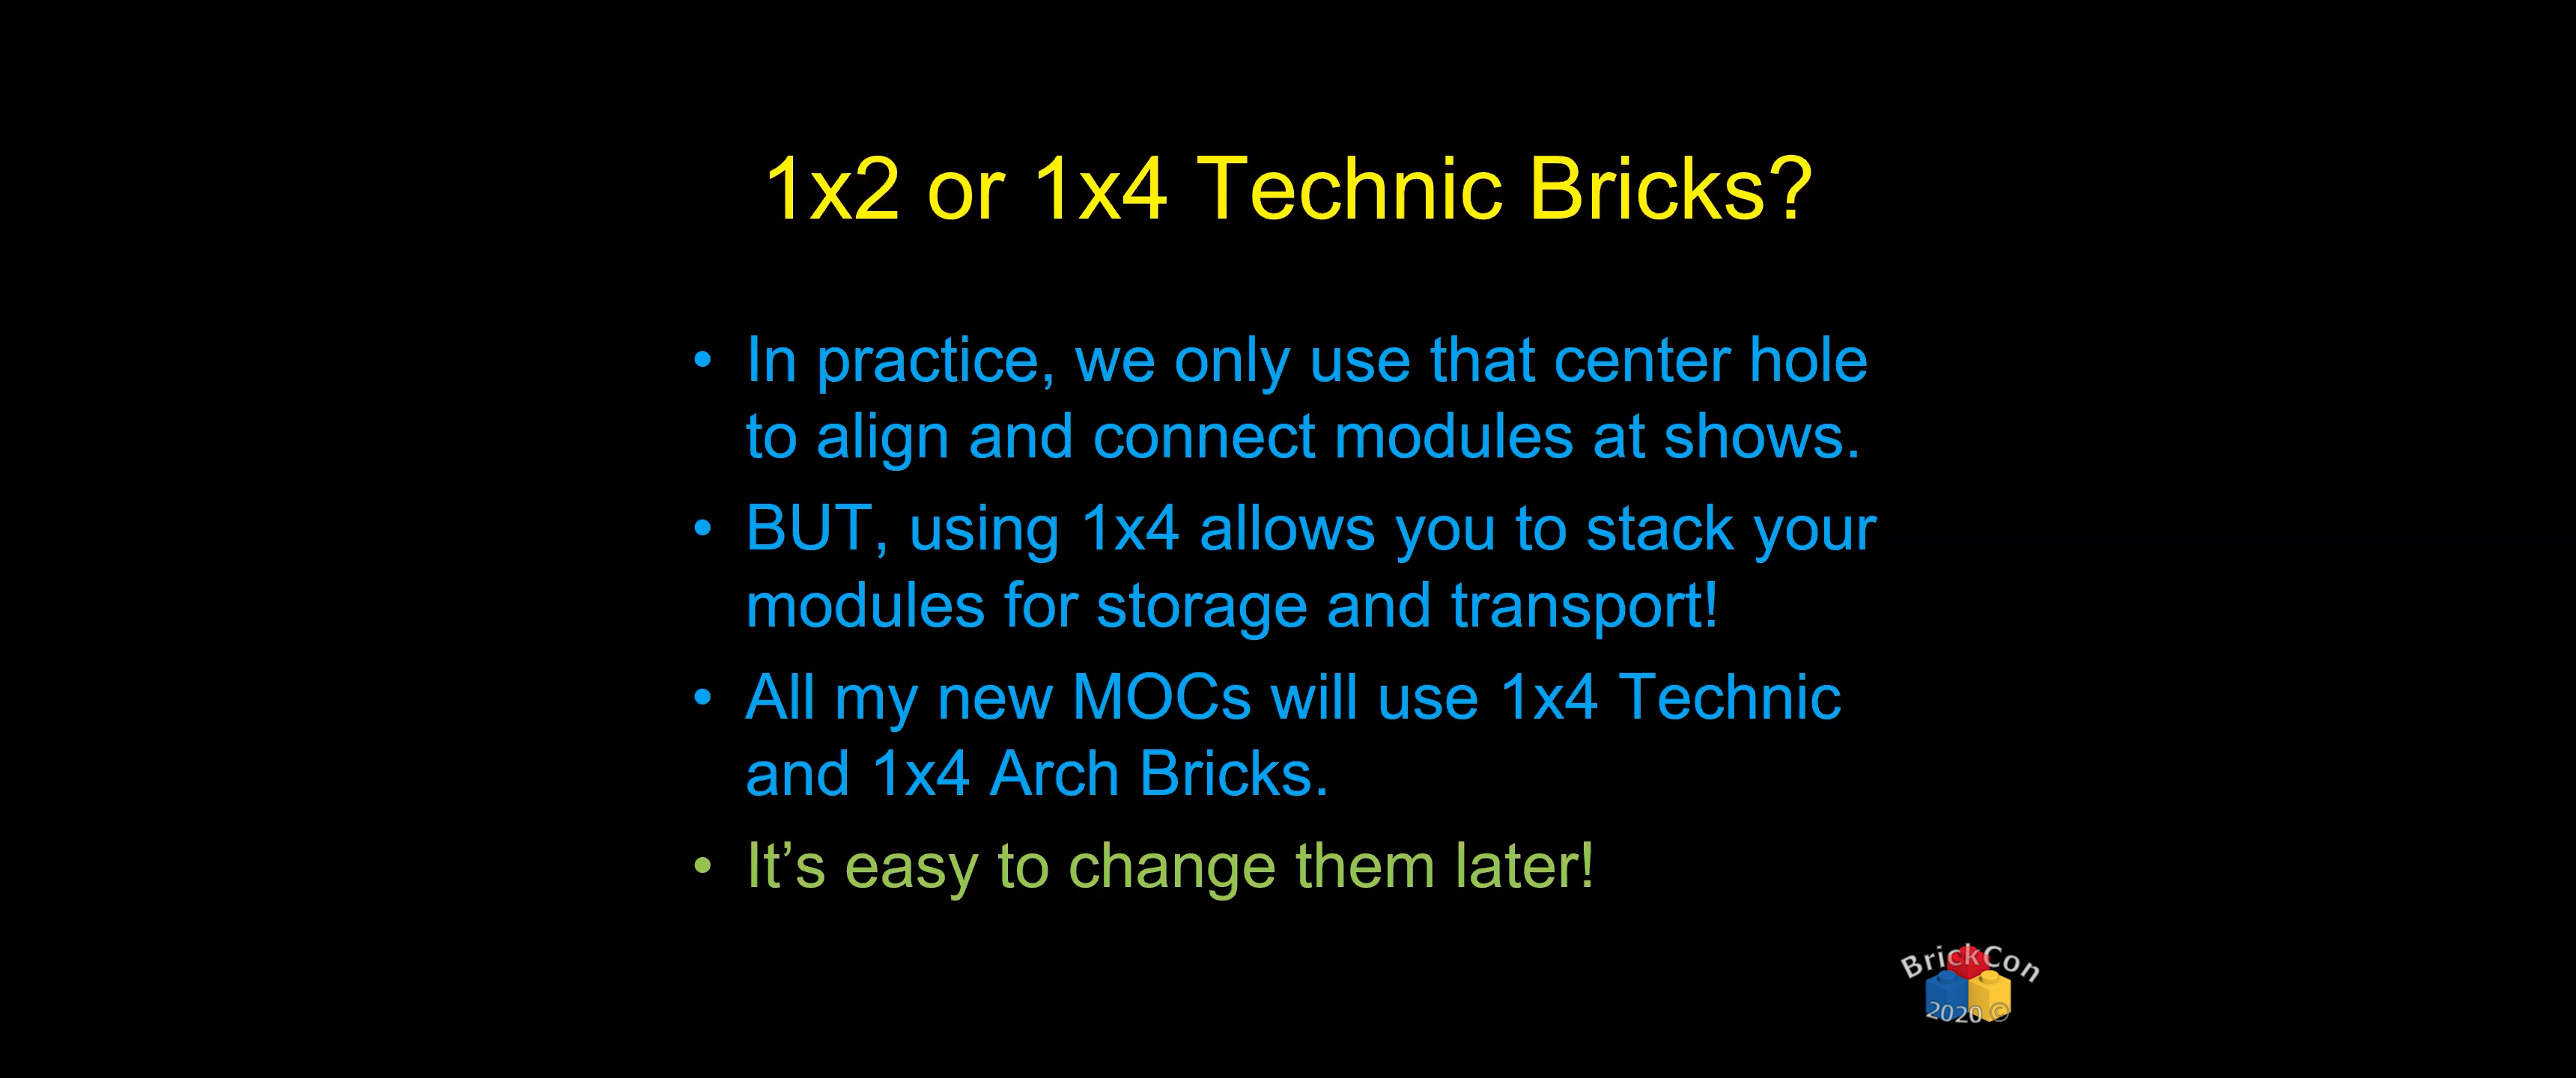 1x2 or 1x4 Technic Bricks?
• In practice, we only use that center hole
to align and connect modules at shows.
• BUT, using 1x4 allows you to stack your
modules for storage and transport!
• All my new MOCs will use 1x4 Technic
and 1x4 Arch Bricks.
• It’s easy to change them later!
BrickCon
2020 ©